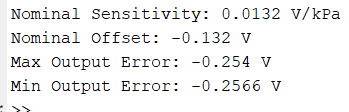 Nominal Sensitivity: 0.0132 V/kPa
Nominal Offset: -0.132 V
Max Output Error: -0.254 V
Min Output Error: -0.2566 V
>>